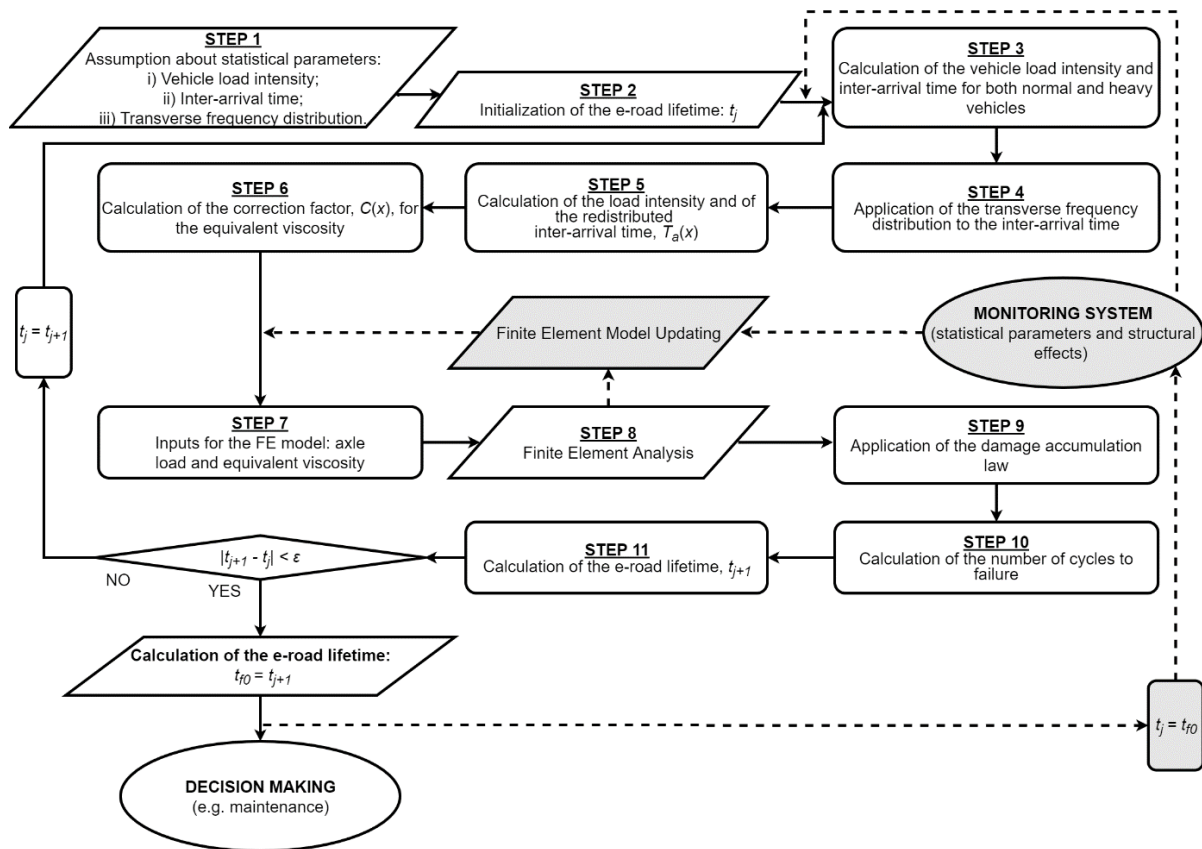 STEP 1
Assumption about statistical parameters:
i) Vehicle load intensity;
ii) Inter-arrival time;
iii) Transverse frequency distribution.
STEP 2
Initialization of the e-road lifetime: tj
STEP 3
Calculation of the vehicle load intensity and
inter-arrival time for both normal and heavy
vehicles
STEP 4
Application of the transverse frequency
distribution to the inter-arrival time
STEP 5
Calculation of the load intensity and of
the redistributed
inter-arrival time, Ta(x)
STEP 6
Calculation of the correction factor, C(x), for
the equivalent viscosity
tj = tj+1
Finite Element Model Updating
MONITORING SYSTEM
(statistical parameters and structural
effects)
STEP 7
Inputs for the FE model: axle
load and equivalent viscosity
STEP 8
Finite Element Analysis
STEP 9
Application of the damage accumulation
law
STEP 10
Calculation of the number of cycles to
failure
STEP 11
Calculation of the e-road lifetime, tj+1
|tj+1 - tj| < ε
NO
YES
Calculation of the e-road lifetime:
tf0 = tj+1
tj = tf0
DECISION MAKING
(e.g. maintenance)